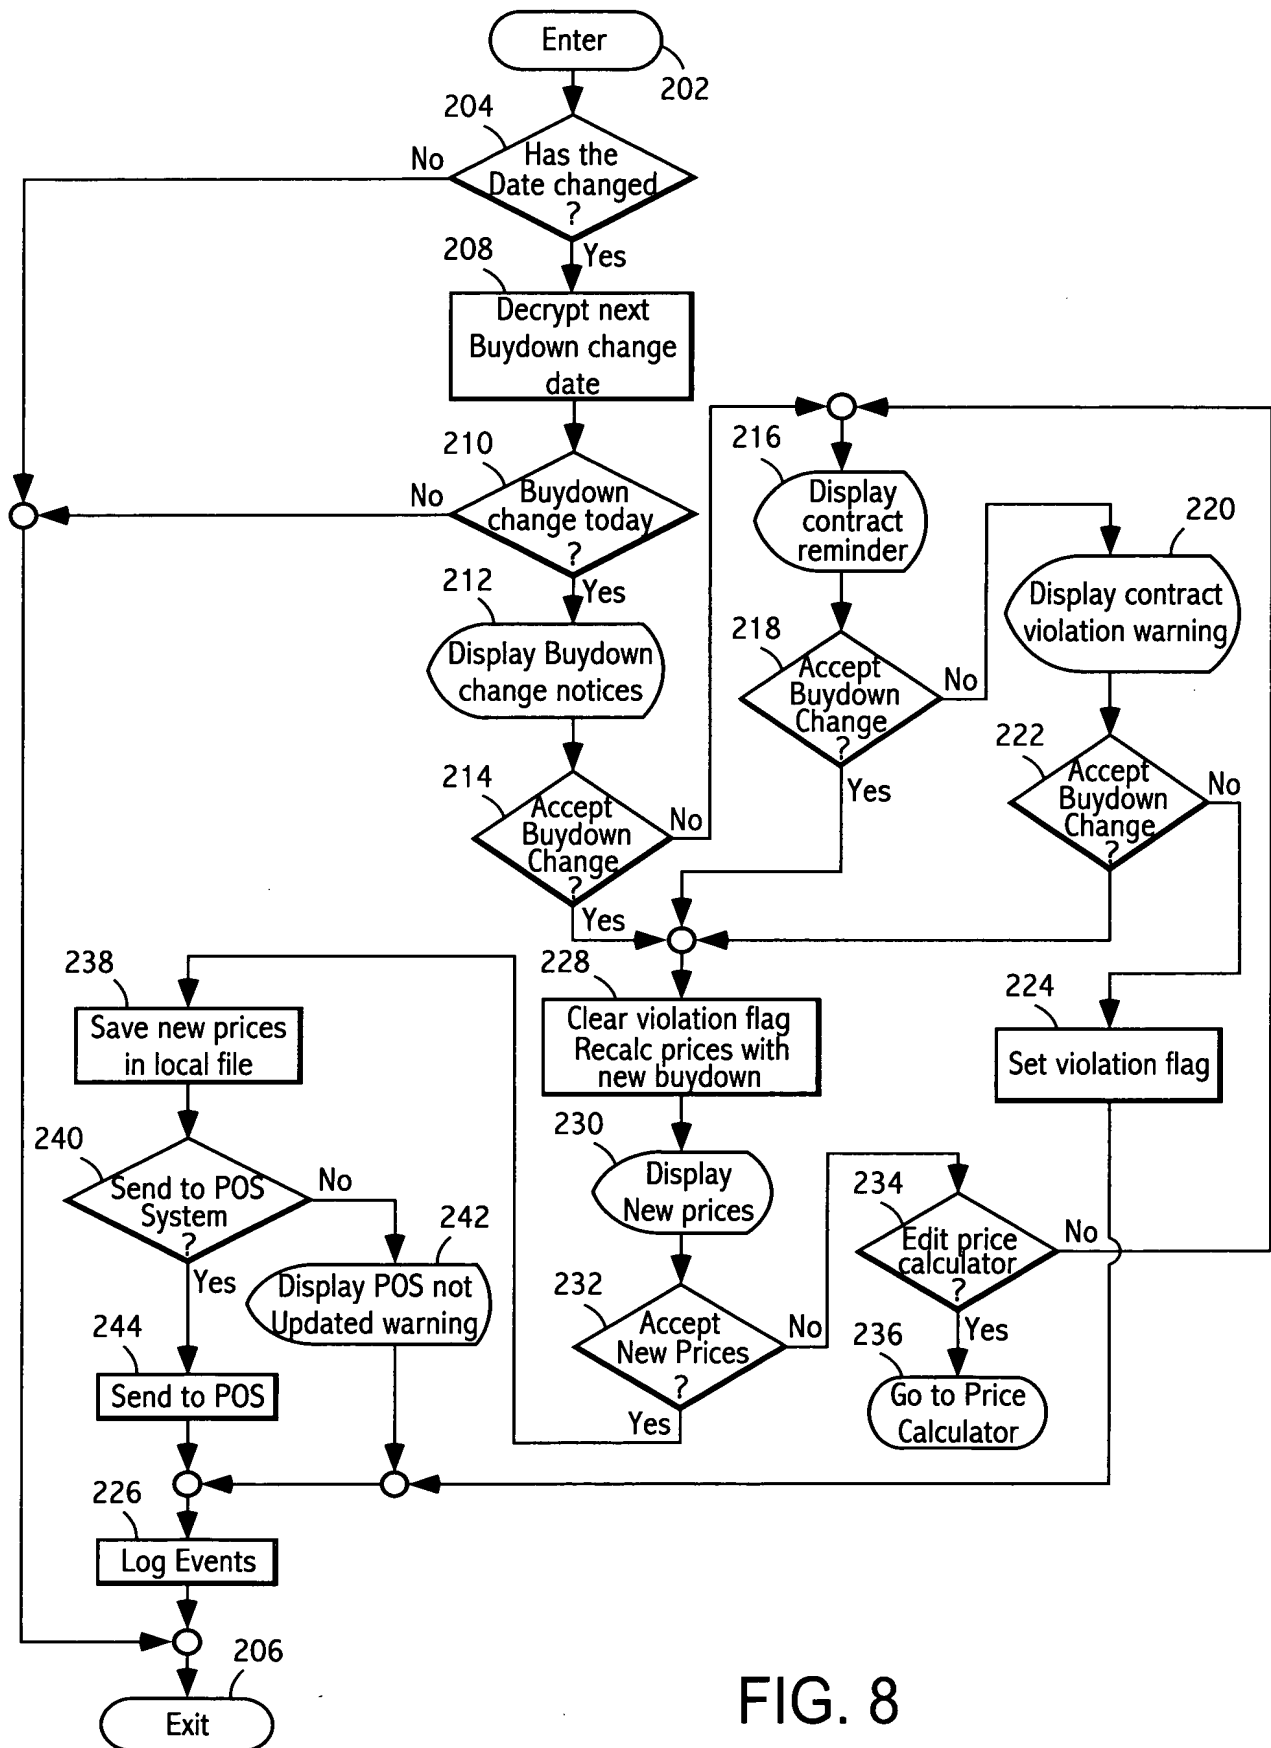 Enter
202
204
Has the
Date changed
?
No
Yes
208
Decrypt next
Buydown change
date
210
Buydown
change today
?
No
Yes
212
Display Buydown
change notices
214
Accept
Buydown
Change
?
No
Yes
216
Display
contract
reminder
218
Accept
Buydown
Change
?
No
Yes
220
Display contract
violation warning
222
Accept
Buydown
Change
?
No
224
Set violation flag
228
Clear violation flag
Recalc prices with
new buydown
230
Display
New prices
232
Accept
New Prices
?
No
Yes
234
Edit price
calculator
?
No
Yes
236
Go to Price
Calculator
238
Save new prices
in local file
240
Send to POS
System
?
No
Yes
242
Display POS not
Updated warning
244
Send to POS
226
Log Events
206
Exit
FIG. 8